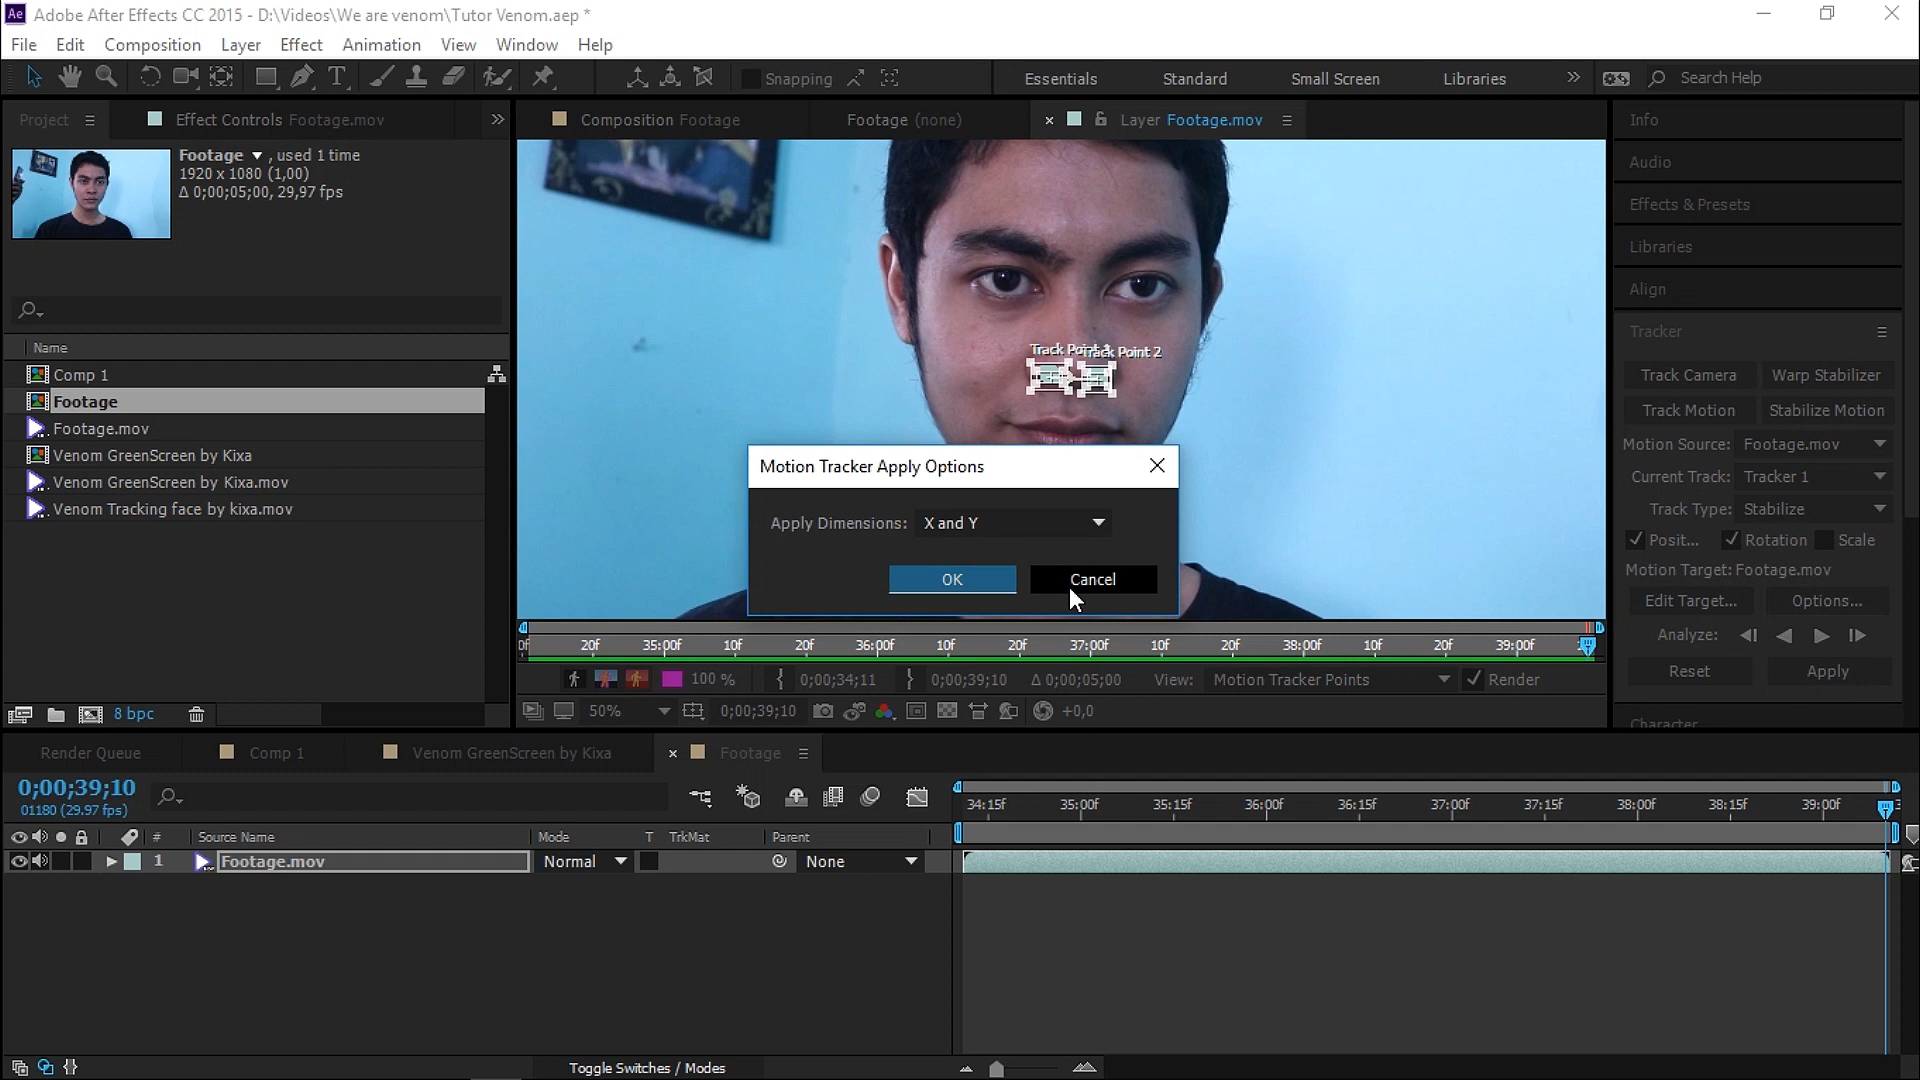 Adobe After Effects CC 2015 - D:\Videos\We are venom\Tutor Venom.aep *
File Edit Composition Layer Effect Animation View Window Help
Snapping
Essentials Standard Small Screen Libraries Search Help
Project Effect Controls Footage.mov
Composition Footage Footage (none) Layer Footage.mov
Footage , used 1 time
1920 x 1080 (1,00)
Δ 0;00;05;00, 29,97 fps
Name
Comp 1
Footage
Footage.mov
Venom GreenScreen by Kixa
Venom GreenScreen by Kixa.mov
Venom Tracking face by kixa.mov
8 bpc
Track Point 1 Track Point 2
Motion Tracker Apply Options
Apply Dimensions: X and Y
OK Cancel
20f 35:00f 10f 20f 36:00f 10f 20f 37:00f 10f 20f 38:00f 10f 20f 39:00f
100 % 0;00;34;11 0;00;39;10 Δ 0;00;05;00 View: Motion Tracker Points Render
50% 0;00;39;10 +0,0
Info
Audio
Effects & Presets
Libraries
Align
Tracker
Track Camera Warp Stabilizer
Track Motion Stabilize Motion
Motion Source: Footage.mov
Current Track: Tracker 1
Track Type: Stabilize
Posit... Rotation Scale
Motion Target: Footage.mov
Edit Target... Options...
Analyze:
Reset Apply
Character
Render Queue Comp 1 Venom GreenScreen by Kixa Footage
0;00;39;10
01180 (29.97 fps)
34:15f 35:00f 35:15f 36:00f 36:15f 37:00f 37:15f 38:00f 38:15f 39:00f
# Source Name Mode T TrkMat Parent
1 Footage.mov Normal None
Toggle Switches / Modes